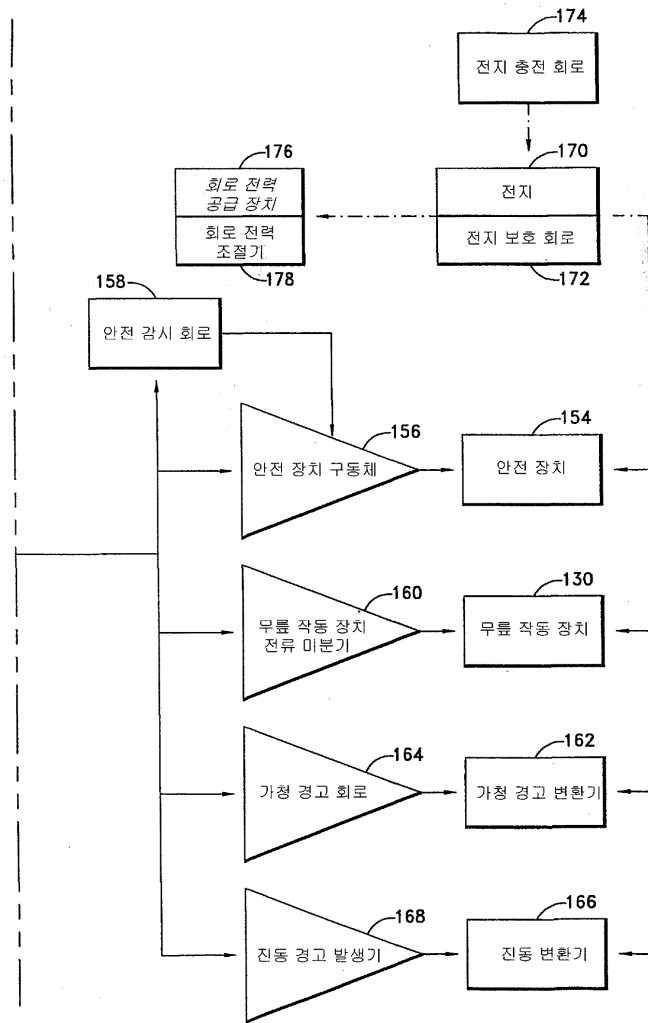 174
전지 충전 회로
176
170
회로 전력
공급 장치
전지
회로 전력
조절기
전지 보호 회로
178
172
158
안전 감시 회로
156
154
안전 장치 구동체
안전 장치
160
130
무릎 작동 장치
전류 미분기
무릎 작동 장치
164
162
가청 경고 회로
가청 경고 변환기
168
166
진동 경고 발생기
진동 변환기